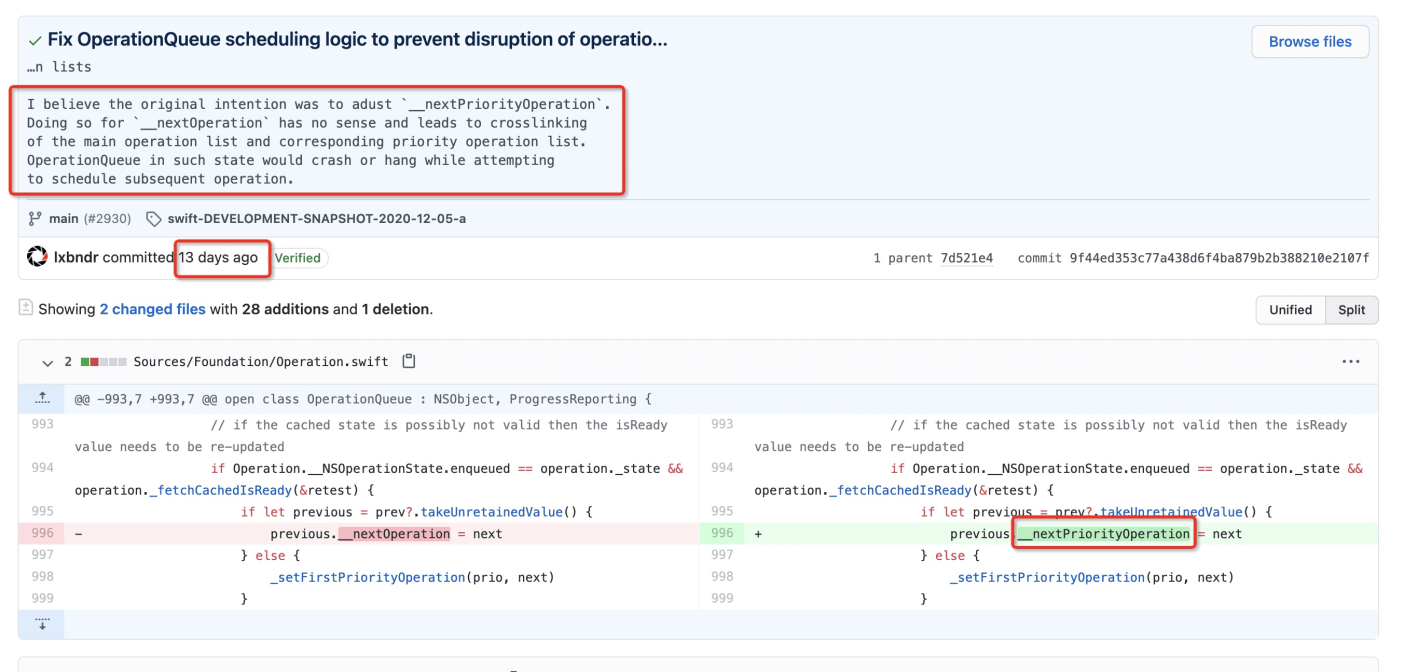 Fix OperationQueue scheduling logic to prevent disruption of operatio...
Browse files
…n lists
I believe the original intention was to adust `__nextPriorityOperation`.
Doing so for `__nextOperation` has no sense and leads to crosslinking
of the main operation list and corresponding priority operation list.
OperationQueue in such state would crash or hang while attempting
to schedule subsequent operation.
main (#2930) swift-DEVELOPMENT-SNAPSHOT-2020-12-05-a
lxbndr committed 13 days ago Verified
1 parent 7d521e4 commit 9f44ed353c77a438d6f4ba879b2b388210e2107f
Showing 2 changed files with 28 additions and 1 deletion.
Unified Split
2 Sources/Foundation/Operation.swift
@@ -993,7 +993,7 @@ open class OperationQueue : NSObject, ProgressReporting {
993 // if the cached state is possibly not valid then the isReady
value needs to be re-updated
994 if Operation.__NSOperationState.enqueued == operation._state &&
operation._fetchCachedIsReady(&retest) {
995 if let previous = prev?.takeUnretainedValue() {
996 - previous.__nextOperation = next
997 } else {
998 _setFirstPriorityOperation(prio, next)
999 }
993 // if the cached state is possibly not valid then the isReady
value needs to be re-updated
994 if Operation.__NSOperationState.enqueued == operation._state &&
operation._fetchCachedIsReady(&retest) {
995 if let previous = prev?.takeUnretainedValue() {
996 + previous.__nextPriorityOperation = next
997 } else {
998 _setFirstPriorityOperation(prio, next)
999 }